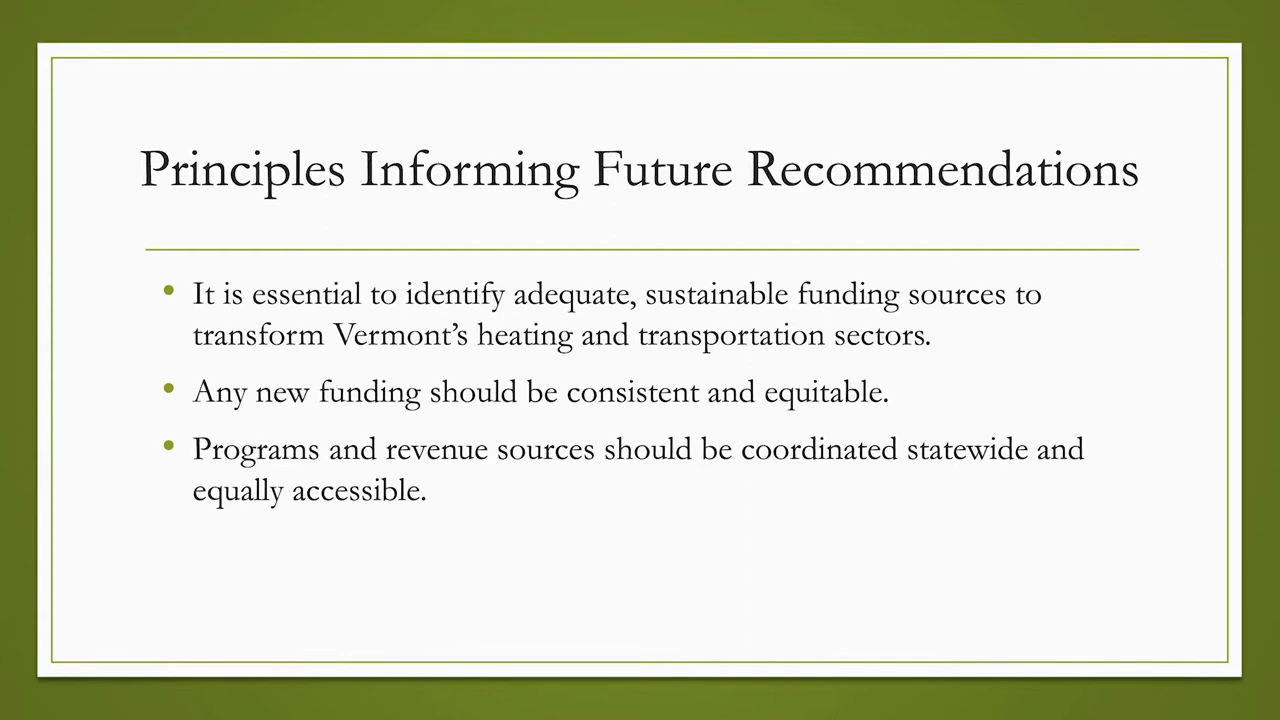 Principles Informing Future Recommendations
• It is essential to identify adequate, sustainable funding sources to
transform Vermont’s heating and transportation sectors.
• Any new funding should be consistent and equitable.
• Programs and revenue sources should be coordinated statewide and
equally accessible.